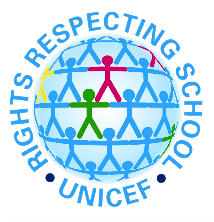 RIGHTS RESPECTING SCHOOL
UNICEF